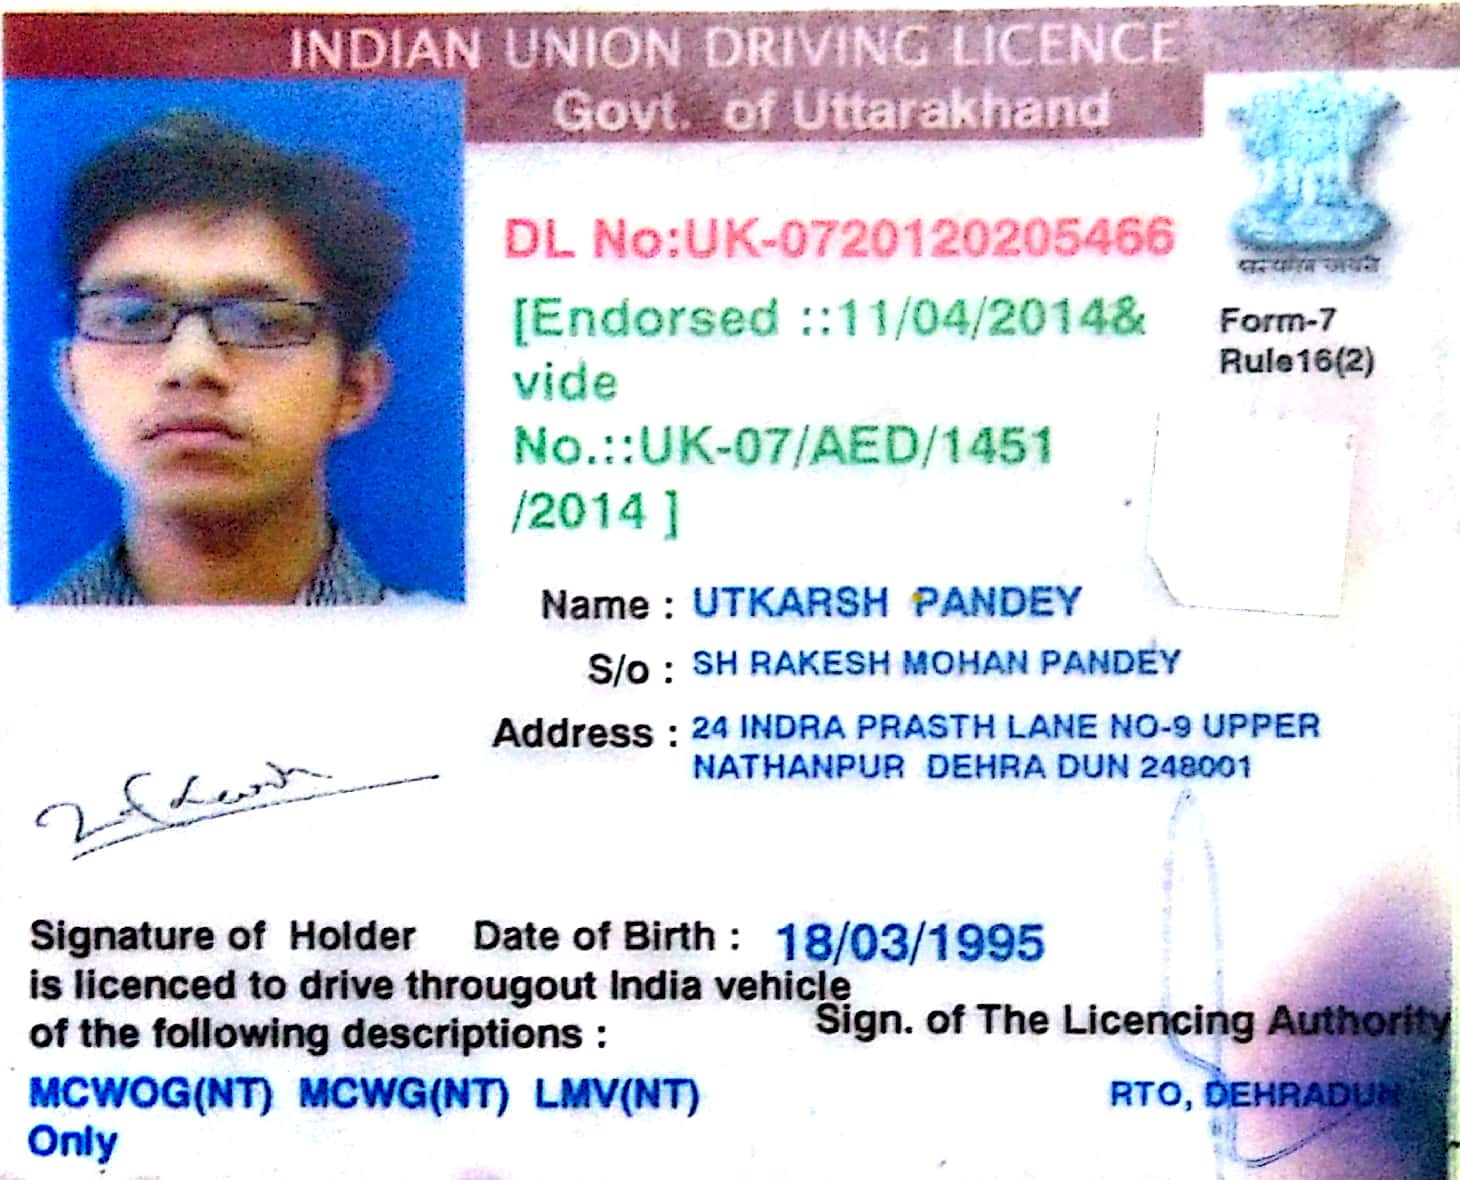 INDIAN UNION DRIVING LICENCE
Govt. of Uttarakhand
DL No:UK-0720120205466
[Endorsed ::11/04/2014&
vide
No.::UK-07/AED/1451
/2014 ]
सत्यमेव जयते
Form-7
Rule16(2)
Name : UTKARSH PANDEY
S/o : SH RAKESH MOHAN PANDEY
Address : 24 INDRA PRASTH LANE NO-9 UPPER
NATHANPUR DEHRA DUN 248001
Utkarsh
Signature of Holder Date of Birth : 18/03/1995
is licenced to drive througout India vehicle
of the following descriptions :
Sign. of The Licencing Authority
MCWOG(NT) MCWG(NT) LMV(NT)
Only
RTO, DEHRADUN